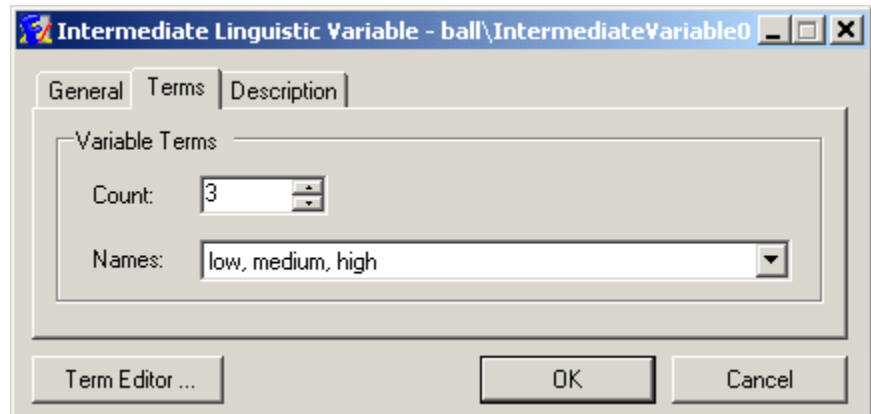 Intermediate Linguistic Variable - ball\IntermediateVariable0
General Terms Description
Variable Terms
Count: 3
Names: low, medium, high
Term Editor ... OK Cancel